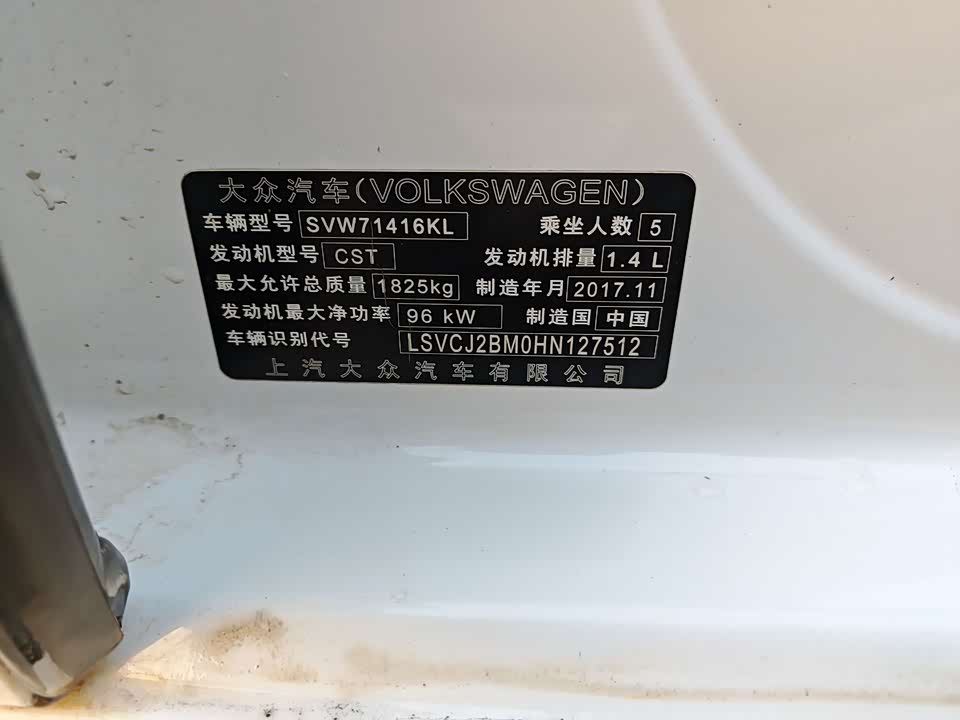 大众汽车(VOLKSWAGEN)
车辆型号 SVW71416KL 乘坐人数 5
发动机型号 CST 发动机排量 1.4 L
最大允许总质量 1825kg 制造年月 2017.11
发动机最大净功率 96 kW 制造国 中国
车辆识别代号 LSVCJ2BM0HN127512
上汽大众汽车有限公司